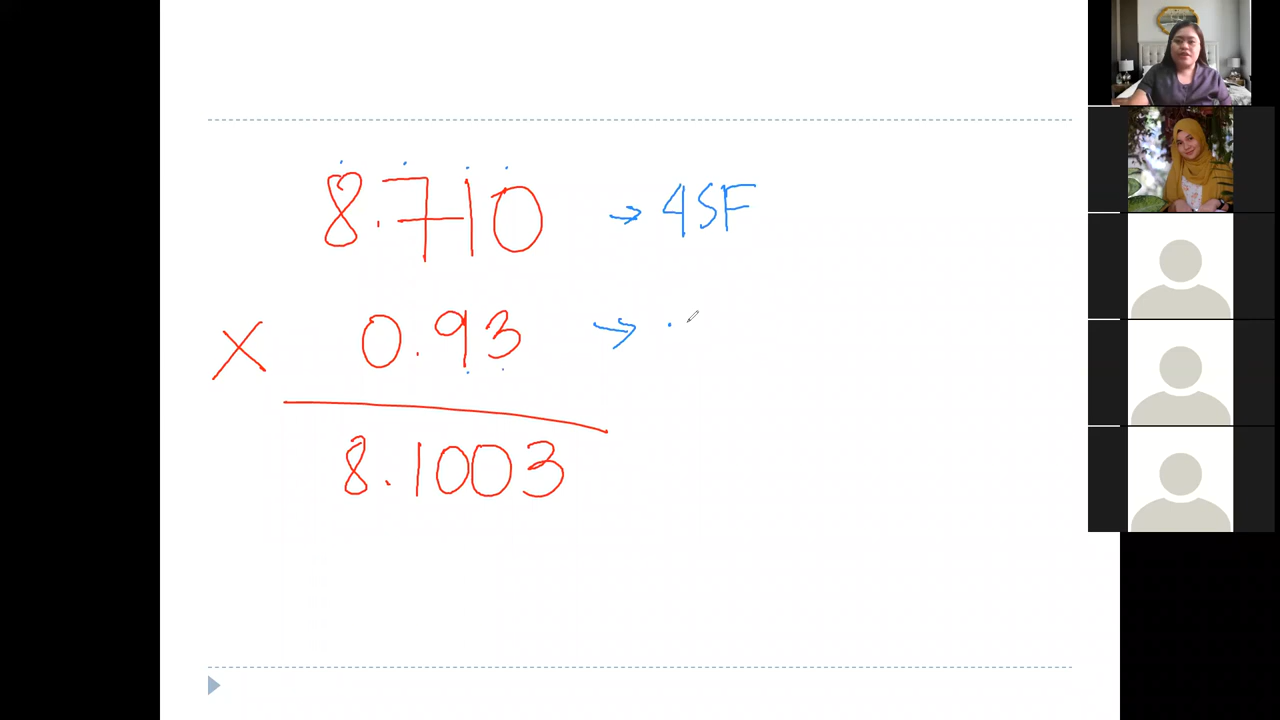 8.710 → 4SF
X 0.93 →
8.1003